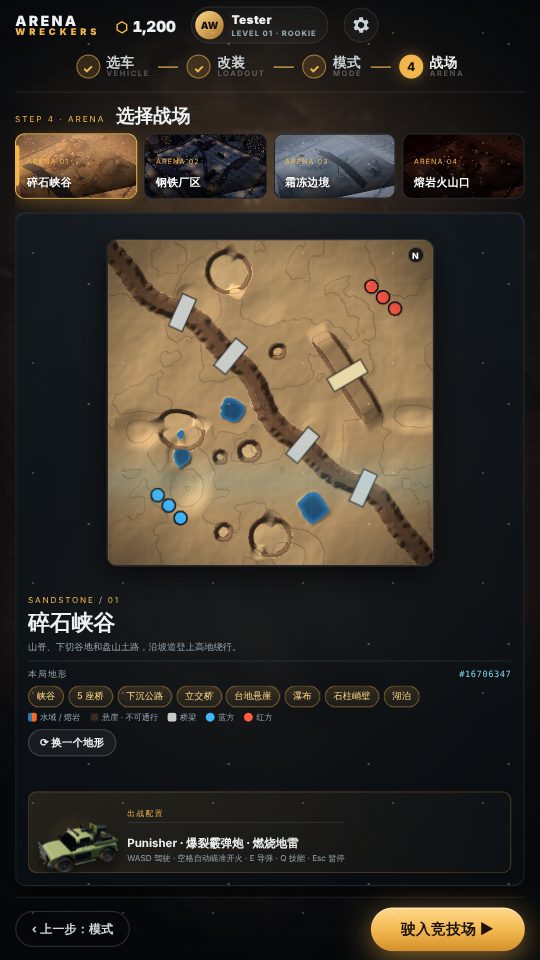 ARENA
WRECKERS
1,200
AW
Tester
LEVEL 01 · ROOKIE
选车
VEHICLE
改装
LOADOUT
模式
MODE
4
战场
ARENA
STEP 4 · ARENA
选择战场
ARENA 01
碎石峡谷
ARENA 02
钢铁厂区
ARENA 03
霜冻边境
ARENA 04
熔岩火山口
N
SANDSTONE / 01
碎石峡谷
山脊、下切谷地和盘山土路，沿坡道登上高地绕行。
本局地形
#16706347
峡谷
5 座桥
下沉公路
立交桥
台地悬崖
瀑布
石柱峭壁
湖泊
水域 / 熔岩
悬崖 · 不可通行
桥梁
蓝方
红方
⟳ 换一个地形
出战配置
Punisher · 爆裂霰弹炮 · 燃烧地雷
WASD 驾驶 · 空格自动瞄准开火 · E 导弹 · Q 技能 · Esc 暂停
‹ 上一步：模式
驶入竞技场 ▶